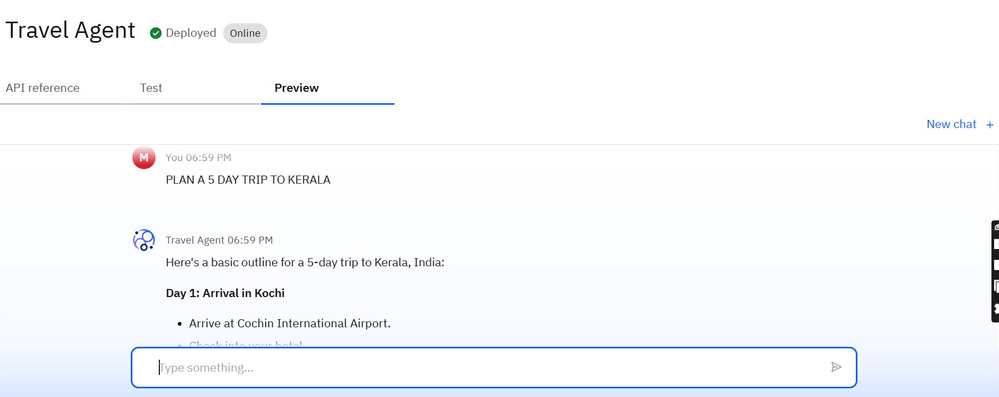 Travel Agent Deployed Online
API reference Test Preview
New chat +
M You 06:59 PM
PLAN A 5 DAY TRIP TO KERALA
Travel Agent 06:59 PM
Here's a basic outline for a 5-day trip to Kerala, India:
Day 1: Arrival in Kochi
• Arrive at Cochin International Airport.
• Check into your hotel
Type something...